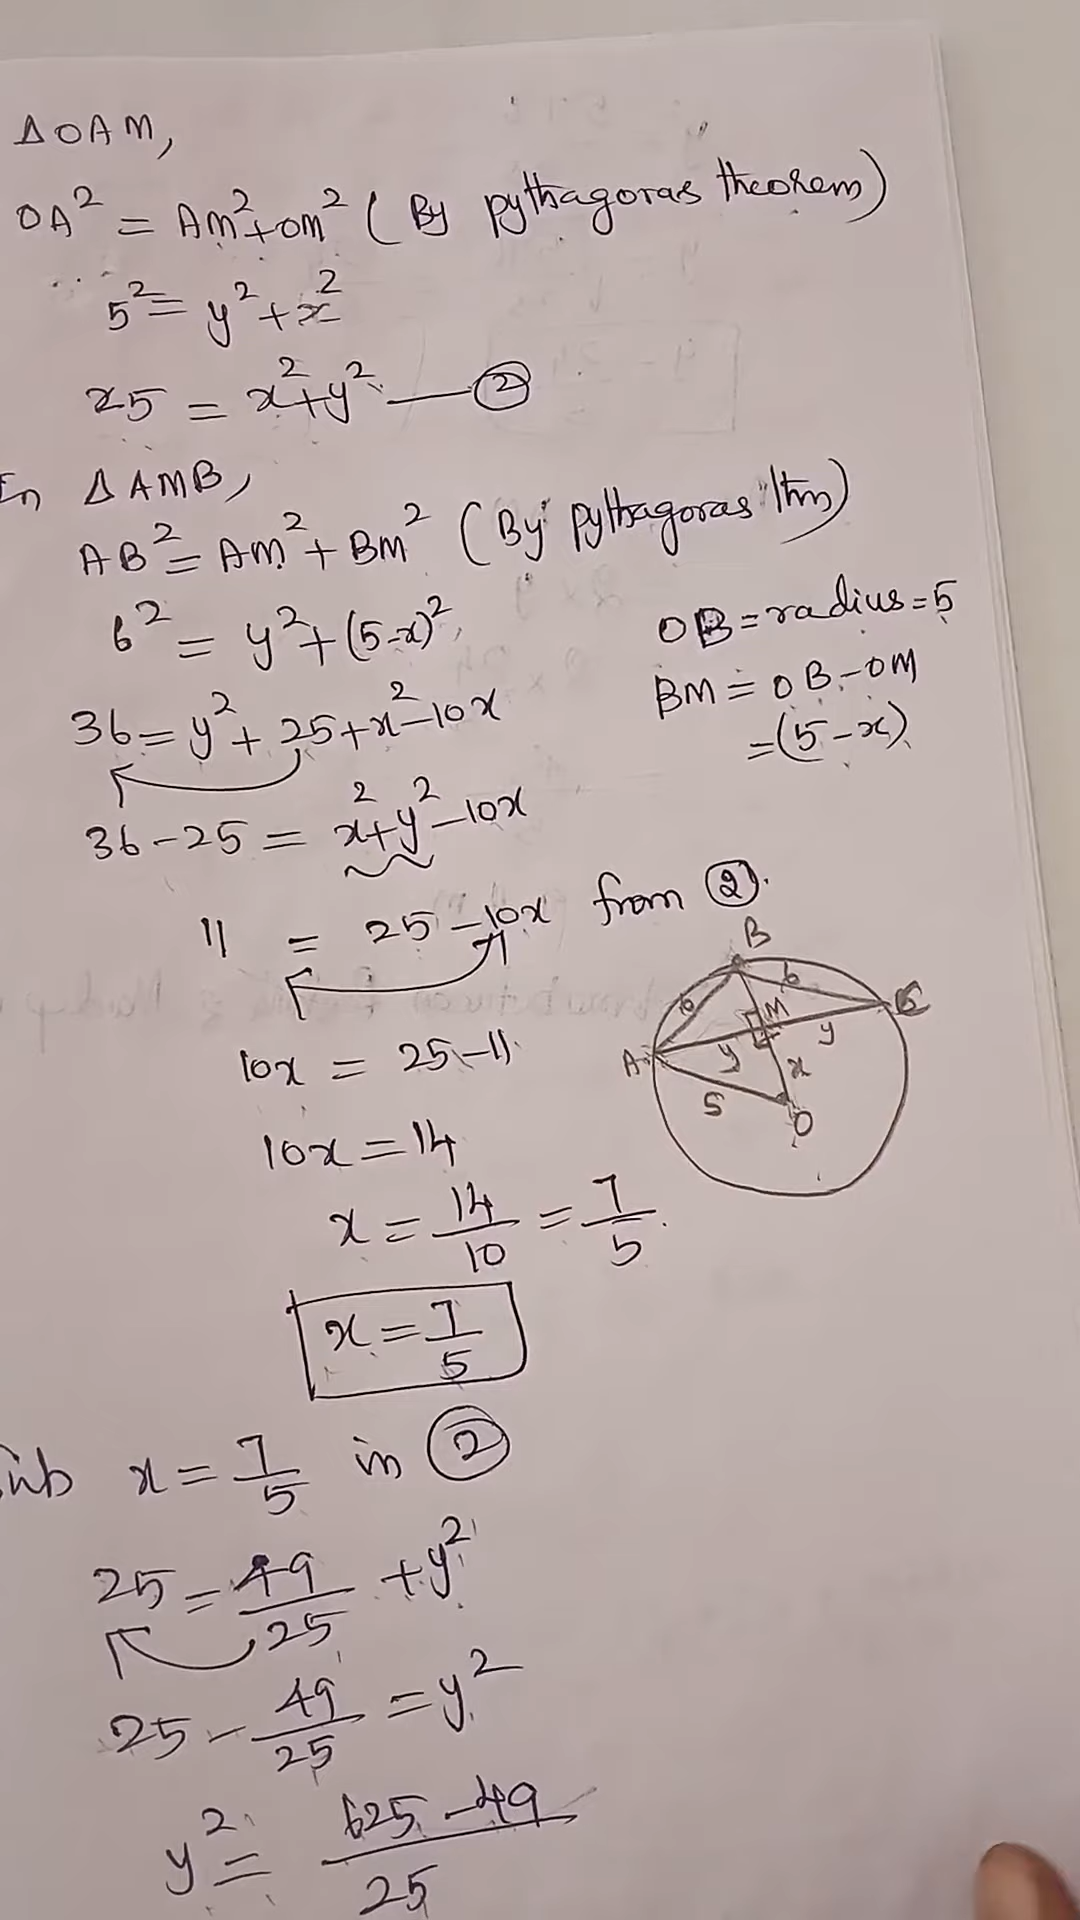 ΔOAM,
OA² = AM²+OM² (By pythagoras theorem)
5² = y²+x²
25 = x²+y² — ②
In ΔAMB,
AB² = AM²+BM² (By pythagoras thm)
6² = y²+(5-x)²
OB = radius = 5
BM = OB-OM
= (5-x)
36 = y²+25+x²-10x
36-25 = x²+y²-10x
11 = 25-10x from ②.
10x = 25-11
10x = 14
x = 14/10 = 7/5
x = 7/5
B
6 6
A M C
y y
5 x
O
Sub x = 7/5 in ②
25 = 49/25 + y²
25 - 49/25 = y²
y² = 625-49/25